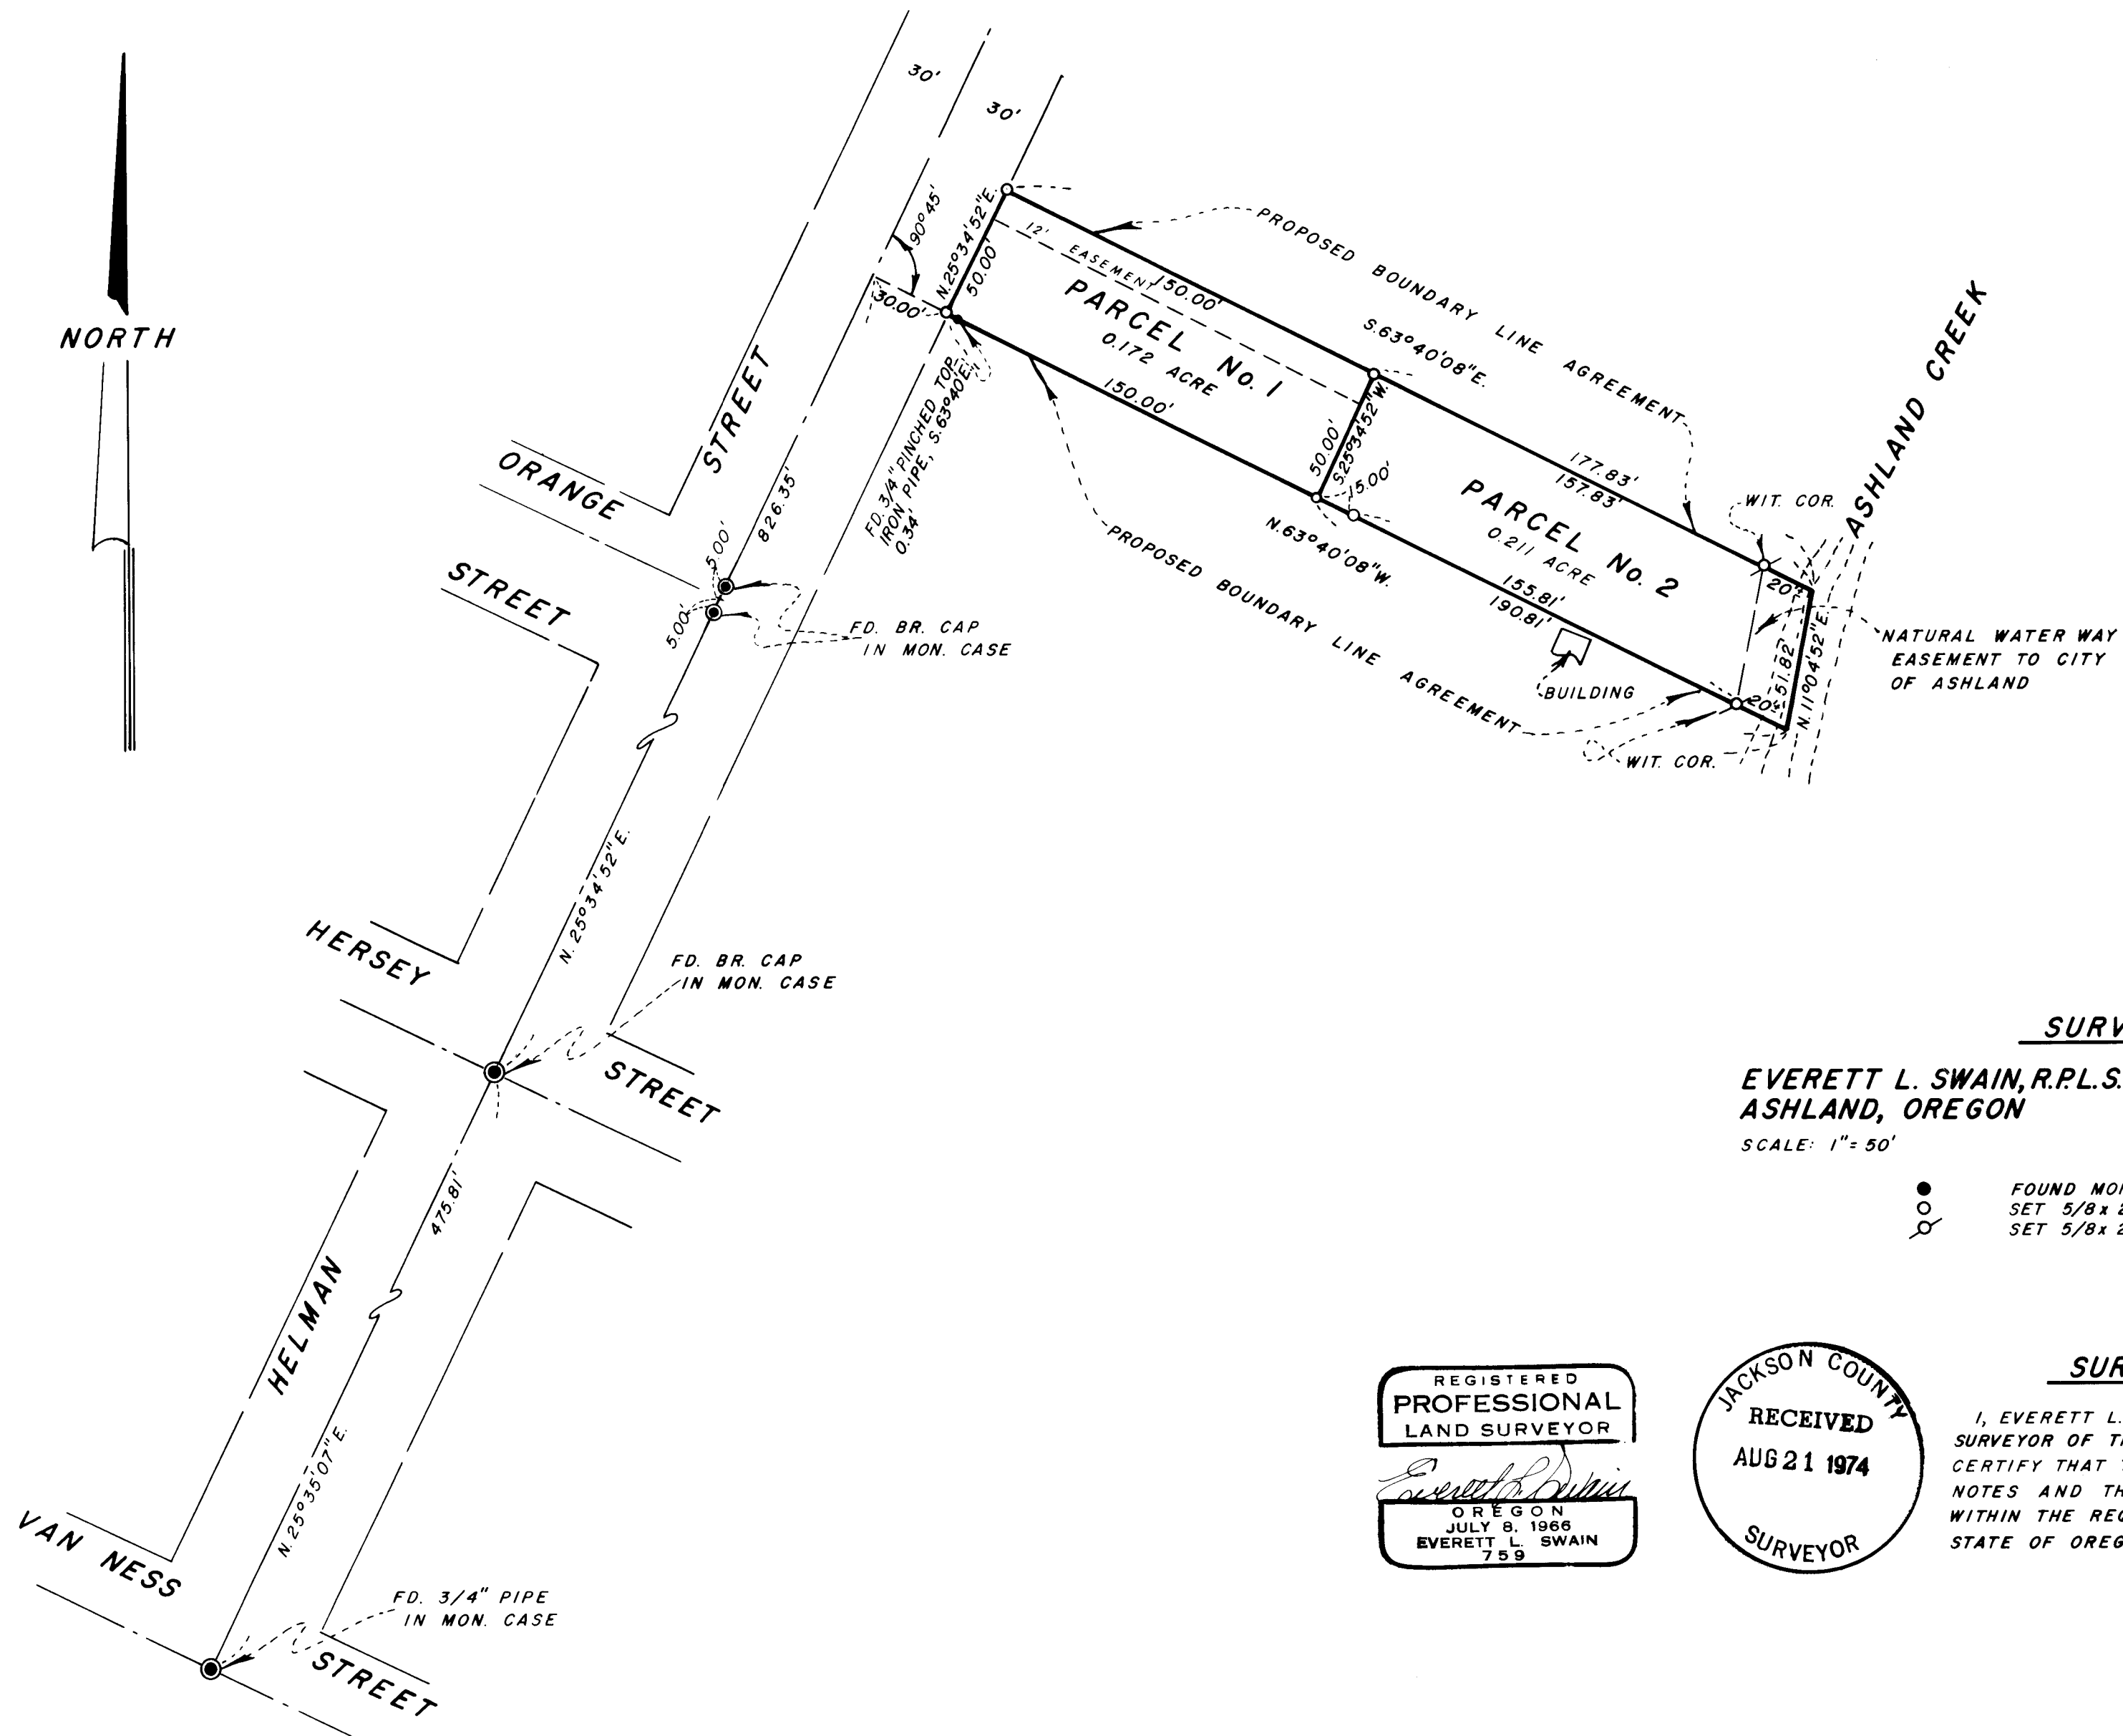 30'
30'
NORTH
90°45'
N.25°34'52"E.
50.00'
30.00'
12' EASEMENT
150.00'
PARCEL No. 1
0.172 ACRE
150.00'
PROPOSED BOUNDARY LINE AGREEMENT
S.63°40'08"E.
ASHLAND CREEK
STREET
ORANGE
STREET
826.35'
FD. 3/4" PINCHED TOP
IRON PIPE, S.63°40'E.,
0.34'
50.00'
S.25°34'52"W.
15.00'
N.63°40'08"W.
177.83'
157.83'
PARCEL No. 2
0.211 ACRE
155.81'
190.81'
WIT. COR.
20'±
51.82
N.11°04'52"E.
20'±
NATURAL WATER WAY
EASEMENT TO CITY
OF ASHLAND
PROPOSED BOUNDARY LINE AGREEMENT
BUILDING
WIT. COR.
5.00'
5.00'
FD. BR. CAP
IN MON. CASE
N. 25°34'52"E.
HERSEY
STREET
FD. BR. CAP
IN MON. CASE
475.81'
HELMAN
N.25°35'07"E.
VAN NESS
STREET
FD. 3/4" PIPE
IN MON. CASE
SURV
EVERETT L. SWAIN, R.P.L.S.
ASHLAND, OREGON
SCALE: 1"= 50'
FOUND MO
SET 5/8 x 2
SET 5/8 x 2
REGISTERED
PROFESSIONAL
LAND SURVEYOR
Everett L. Swain
OREGON
JULY 8, 1966
EVERETT L. SWAIN
759
JACKSON COUNTY
RECEIVED
AUG 21 1974
SURVEYOR
SUR
I, EVERETT L.
SURVEYOR OF T
CERTIFY THAT
NOTES AND TH
WITHIN THE REQ
STATE OF OREG